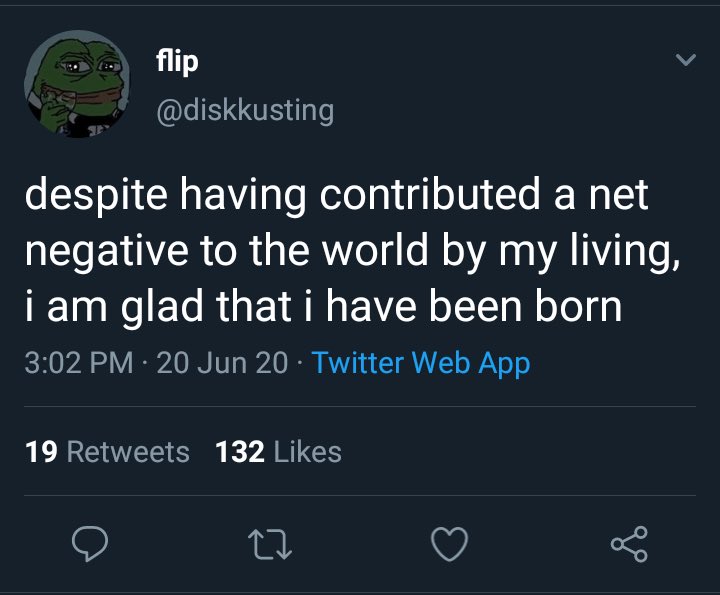 flip
@diskkusting
despite having contributed a net
negative to the world by my living,
i am glad that i have been born
3:02 PM · 20 Jun 20 · Twitter Web App
19 Retweets 132 Likes